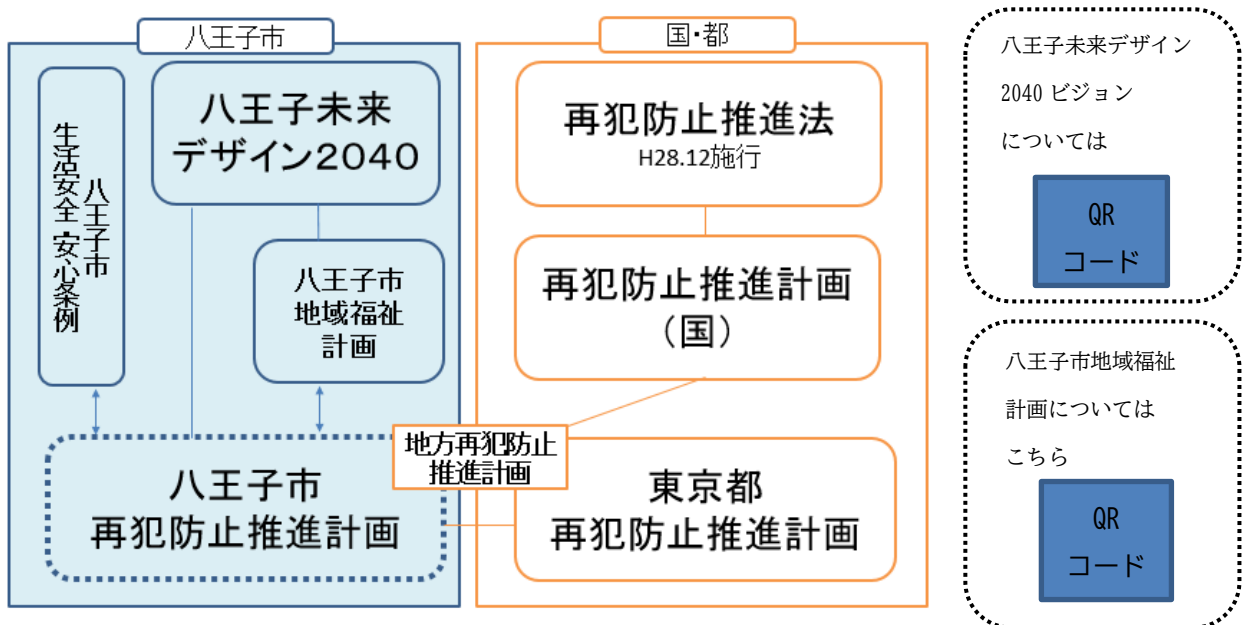 八王子市
八王子市
生活安全・安心条例
八王子未来
デザイン2040
八王子市
地域福祉
計画
八王子市
再犯防止推進計画
地方再犯防止
推進計画
国・都
再犯防止推進法
H28.12施行
再犯防止推進計画
（国）
東京都
再犯防止推進計画
八王子未来デザイン
2040 ビジョン
については
QR
コード
八王子市地域福祉
計画については
こちら
QR
コード